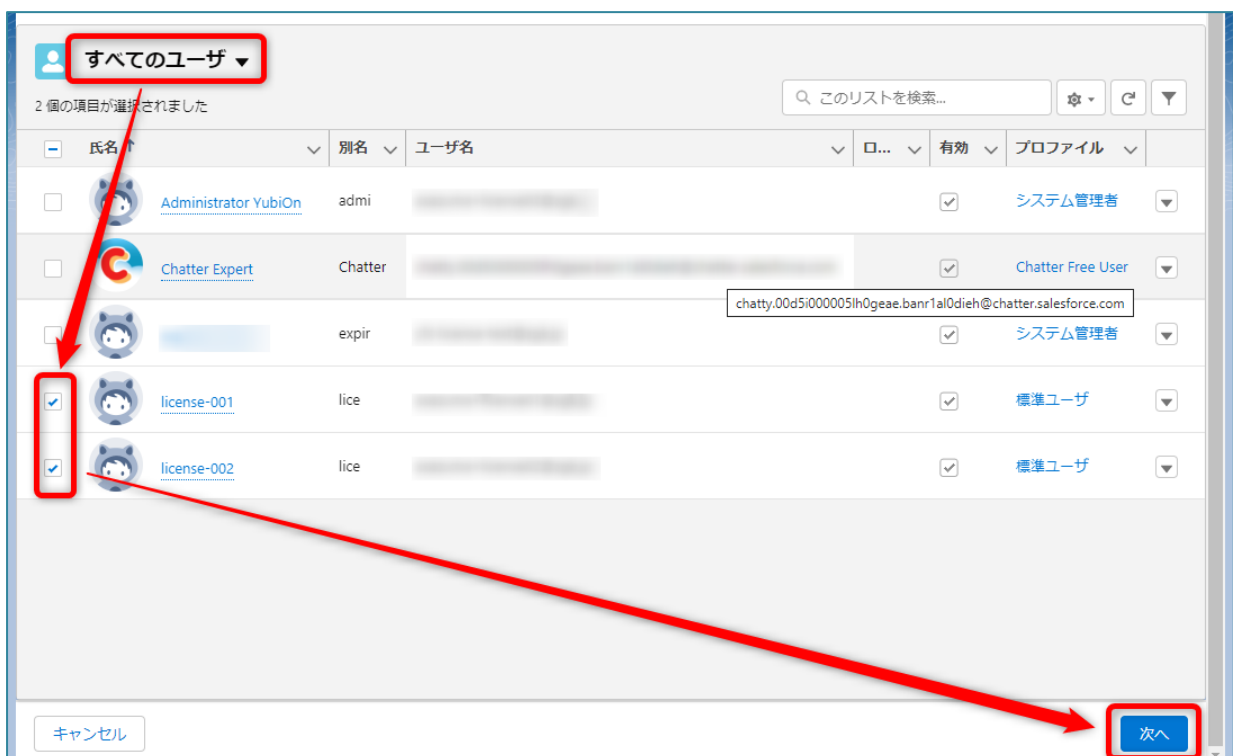 すべてのユーザ
2 個の項目が選択されました
このリストを検索...
氏名 別名 ユーザ名 ロ... 有効 プロファイル
Administrator YubiOn admi システム管理者
Chatter Expert Chatter Chatter Free User
chatty.00d5i000005lh0geae.banr1al0dieh@chatter.salesforce.com
expir システム管理者
license-001 lice 標準ユーザ
license-002 lice 標準ユーザ
キャンセル 次へ